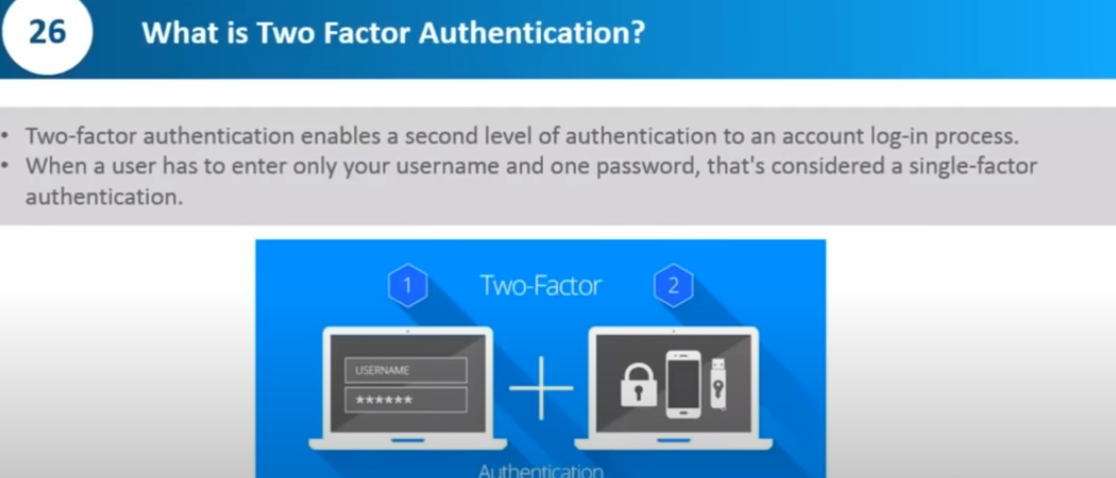 26
What is Two Factor Authentication?
• Two-factor authentication enables a second level of authentication to an account log-in process.
• When a user has to enter only your username and one password, that's considered a single-factor
authentication.
1 Two-Factor 2
USERNAME
******
Authentication